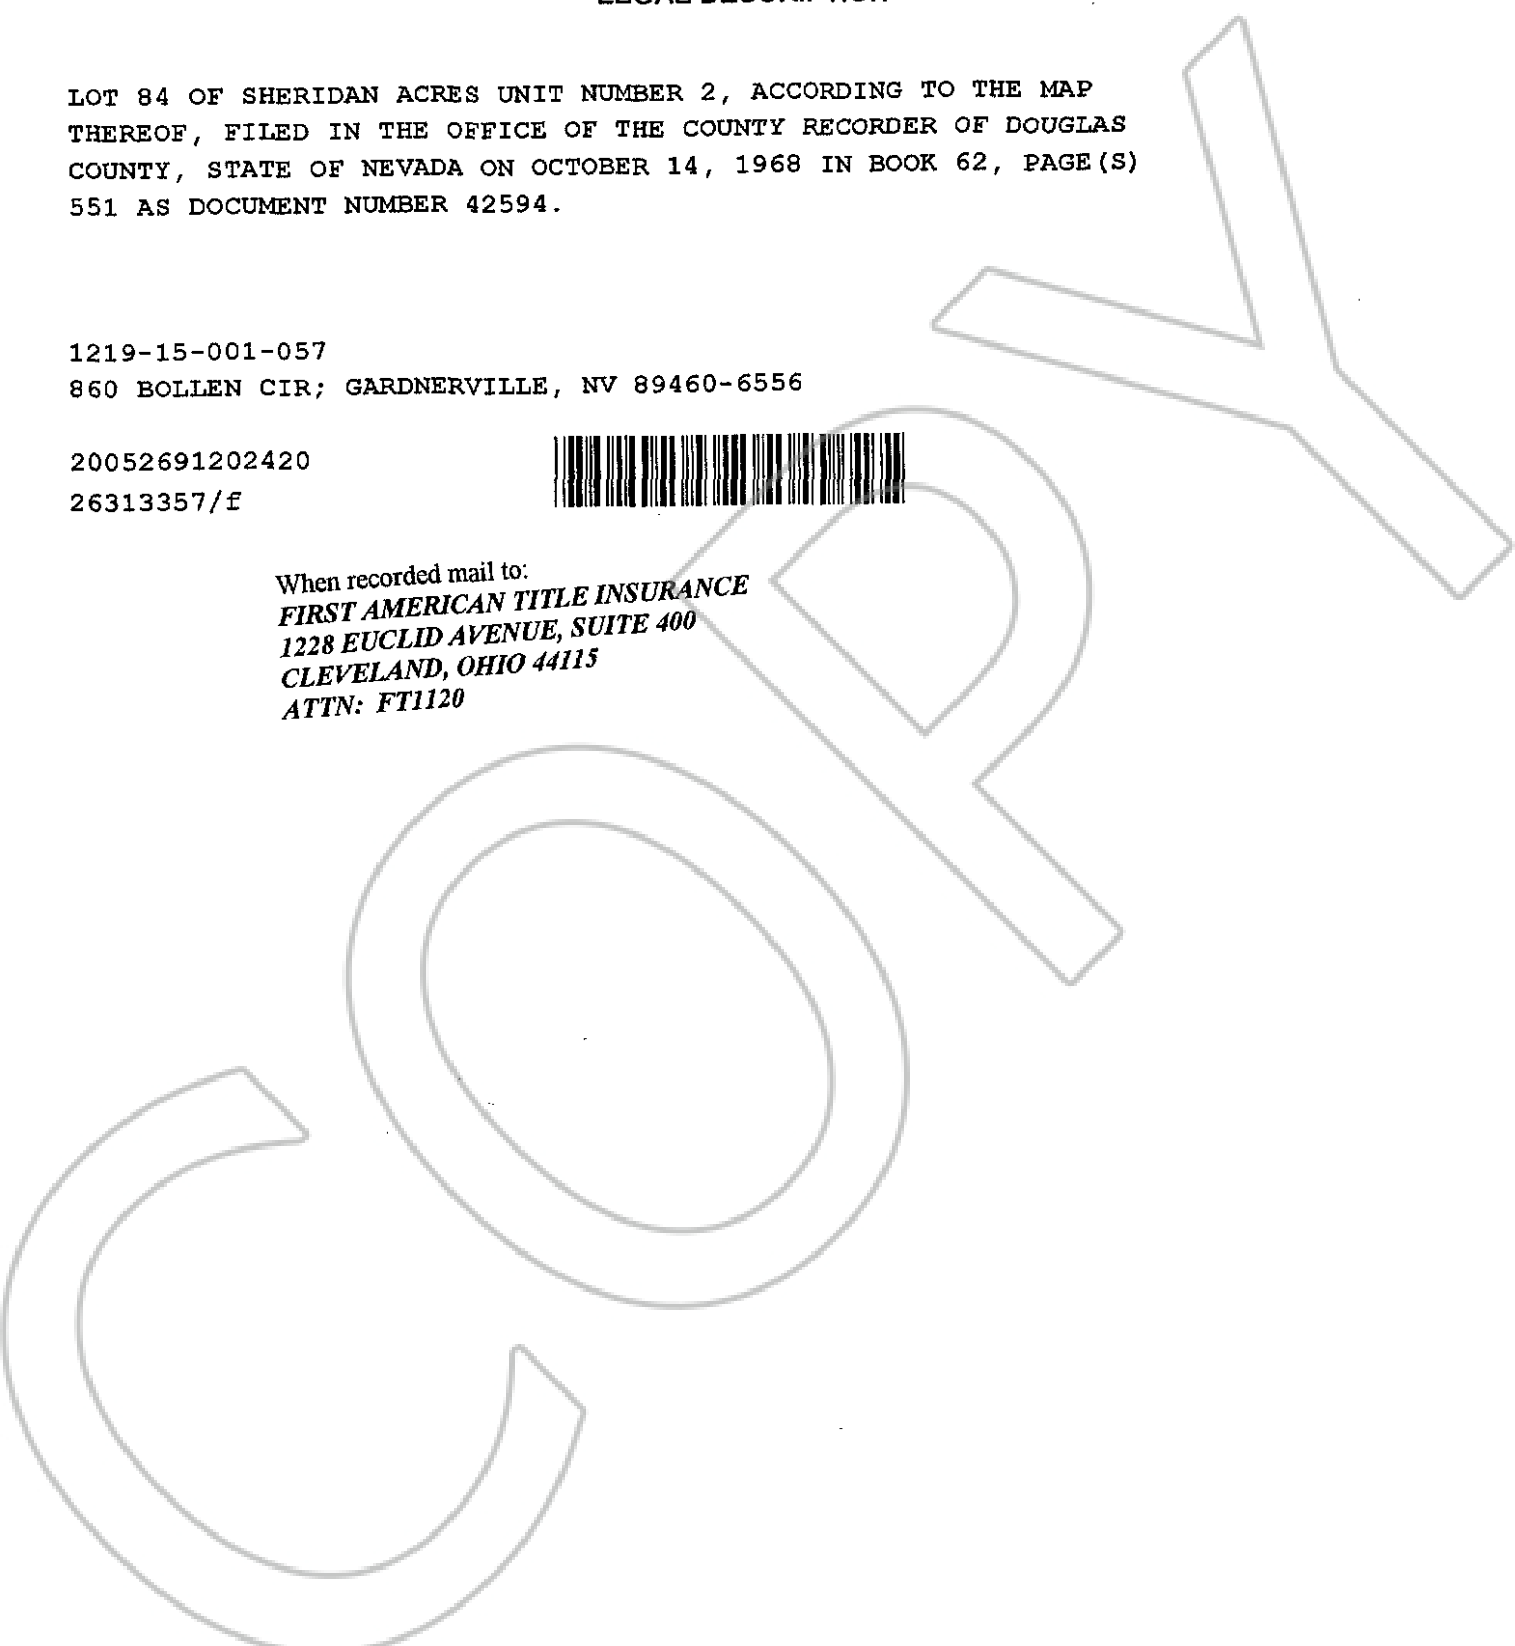 LOT 84 OF SHERIDAN ACRES UNIT NUMBER 2, ACCORDING TO THE MAP
THEREOF, FILED IN THE OFFICE OF THE COUNTY RECORDER OF DOUGLAS
COUNTY, STATE OF NEVADA ON OCTOBER 14, 1968 IN BOOK 62, PAGE(S)
551 AS DOCUMENT NUMBER 42594.
1219-15-001-057
860 BOLLEN CIR; GARDNERVILLE, NV 89460-6556
20052691202420
26313357/f
When recorded mail to:
FIRST AMERICAN TITLE INSURANCE
1228 EUCLID AVENUE, SUITE 400
CLEVELAND, OHIO 44115
ATTN: FT1120
COPY